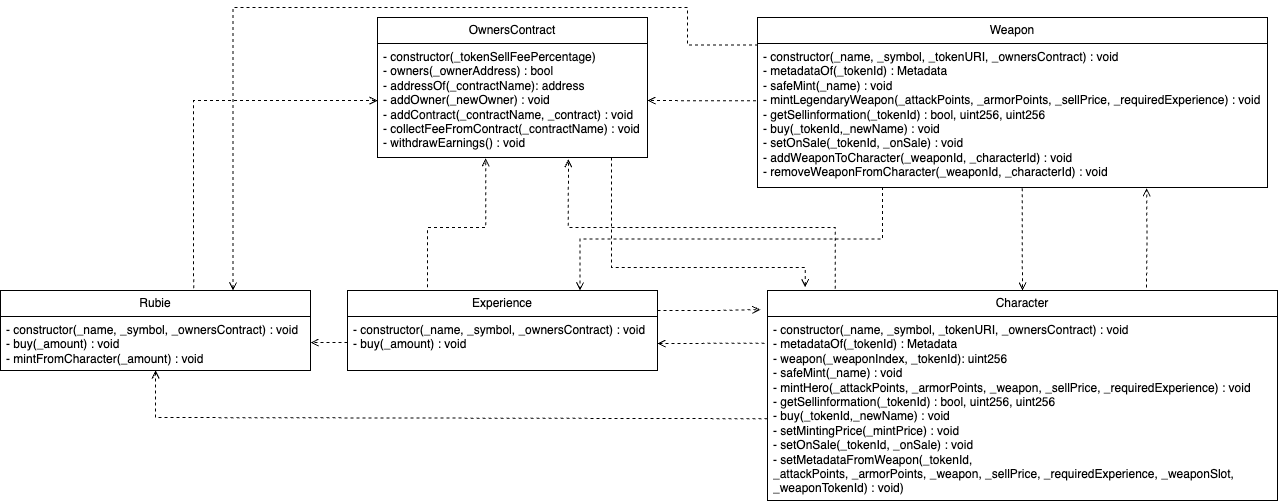 OwnersContract
- constructor(_tokenSellFeePercentage)
- owners(_ownerAddress) : bool
- addressOf(_contractName): address
- addOwner(_newOwner) : void
- addContract(_contractName, _contract) : void
- collectFeeFromContract(_contractName) : void
- withdrawEarnings() : void
Weapon
- constructor(_name, _symbol, _tokenURI, _ownersContract) : void
- metadataOf(_tokenId) : Metadata
- safeMint(_name) : void
- mintLegendaryWeapon(_attackPoints, _armorPoints, _sellPrice, _requiredExperience) : void
- getSellinformation(_tokenId) : bool, uint256, uint256
- buy(_tokenId,_newName) : void
- setOnSale(_tokenId, _onSale) : void
- addWeaponToCharacter(_weaponId, _characterId) : void
- removeWeaponFromCharacter(_weaponId, _characterId) : void
Rubie
- constructor(_name, _symbol, _ownersContract) : void
- buy(_amount) : void
- mintFromCharacter(_amount) : void
Experience
- constructor(_name, _symbol, _ownersContract) : void
- buy(_amount) : void
Character
- constructor(_name, _symbol, _tokenURI, _ownersContract) : void
- metadataOf(_tokenId) : Metadata
- weapon(_weaponIndex, _tokenId): uint256
- safeMint(_name) : void
- mintHero(_attackPoints, _armorPoints, _weapon, _sellPrice, _requiredExperience) : void
- getSellinformation(_tokenId) : bool, uint256, uint256
- buy(_tokenId,_newName) : void
- setMintingPrice(_mintPrice) : void
- setOnSale(_tokenId, _onSale) : void
- setMetadataFromWeapon(_tokenId,
_attackPoints, _armorPoints, _weapon, _sellPrice, _requiredExperience, _weaponSlot,
_weaponTokenId) : void)